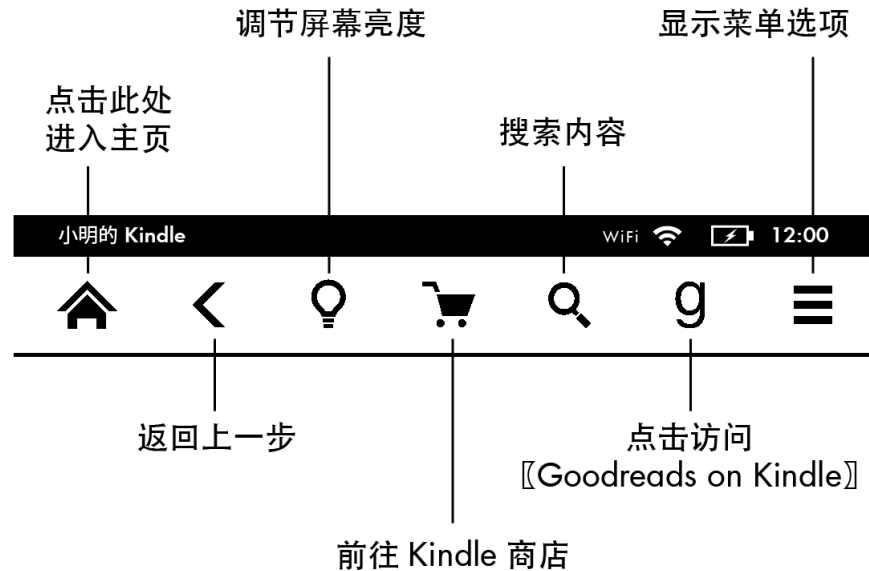 调节屏幕亮度
显示菜单选项
点击此处
进入主页
搜索内容
小明的 Kindle
WiFi
12:00
g
返回上一步
点击访问
〖Goodreads on Kindle〗
前往 Kindle 商店